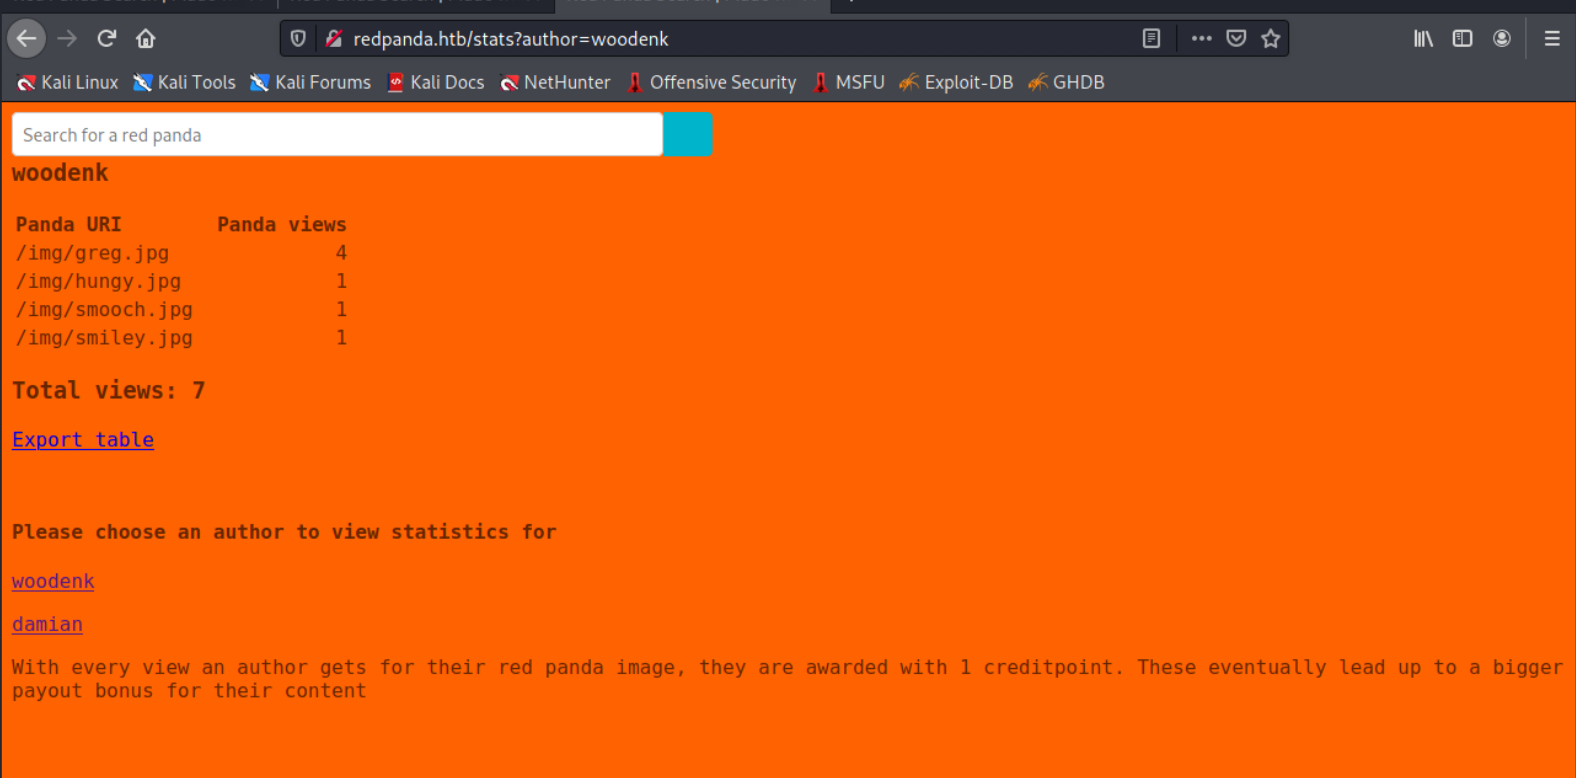 redpanda.htb/stats?author=woodenk
Kali Linux Kali Tools Kali Forums Kali Docs NetHunter Offensive Security MSFU Exploit-DB GHDB
Search for a red panda
woodenk
Panda URI Panda views
/img/greg.jpg 4
/img/hungy.jpg 1
/img/smooch.jpg 1
/img/smiley.jpg 1
Total views: 7
Export table
Please choose an author to view statistics for
woodenk
damian
With every view an author gets for their red panda image, they are awarded with 1 creditpoint. These eventually lead up to a bigger
payout bonus for their content